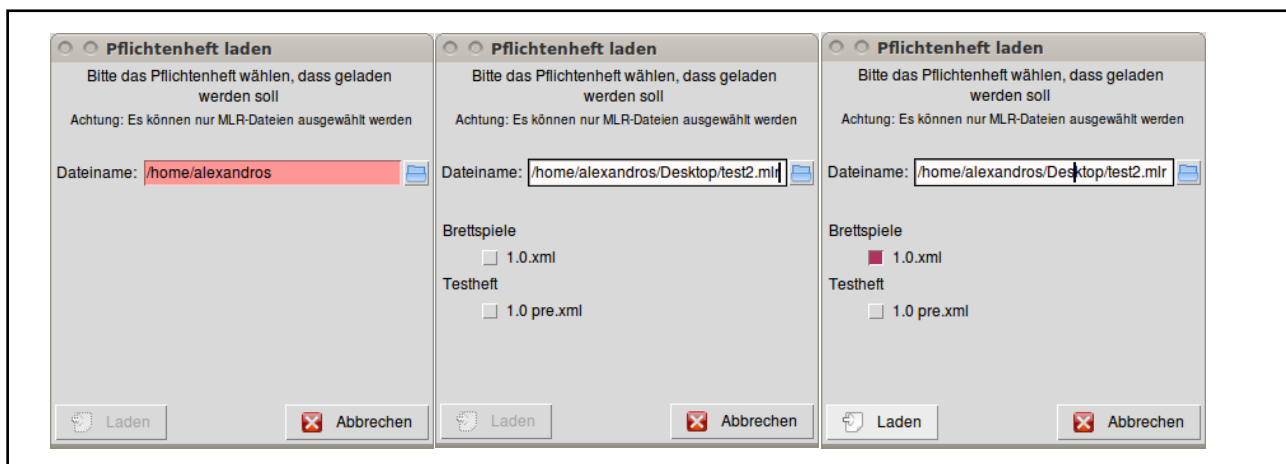 Pflichtenheft laden
Bitte das Pflichtenheft wählen, dass geladen
werden soll
Achtung: Es können nur MLR-Dateien ausgewählt werden
Dateiname: /home/alexandros
Laden
Abbrechen
Pflichtenheft laden
Bitte das Pflichtenheft wählen, dass geladen
werden soll
Achtung: Es können nur MLR-Dateien ausgewählt werden
Dateiname: /home/alexandros/Desktop/test2.mlr
Brettspiele
1.0.xml
Testheft
1.0 pre.xml
Laden
Abbrechen
Pflichtenheft laden
Bitte das Pflichtenheft wählen, dass geladen
werden soll
Achtung: Es können nur MLR-Dateien ausgewählt werden
Dateiname: /home/alexandros/Desktop/test2.mlr
Brettspiele
1.0.xml
Testheft
1.0 pre.xml
Laden
Abbrechen